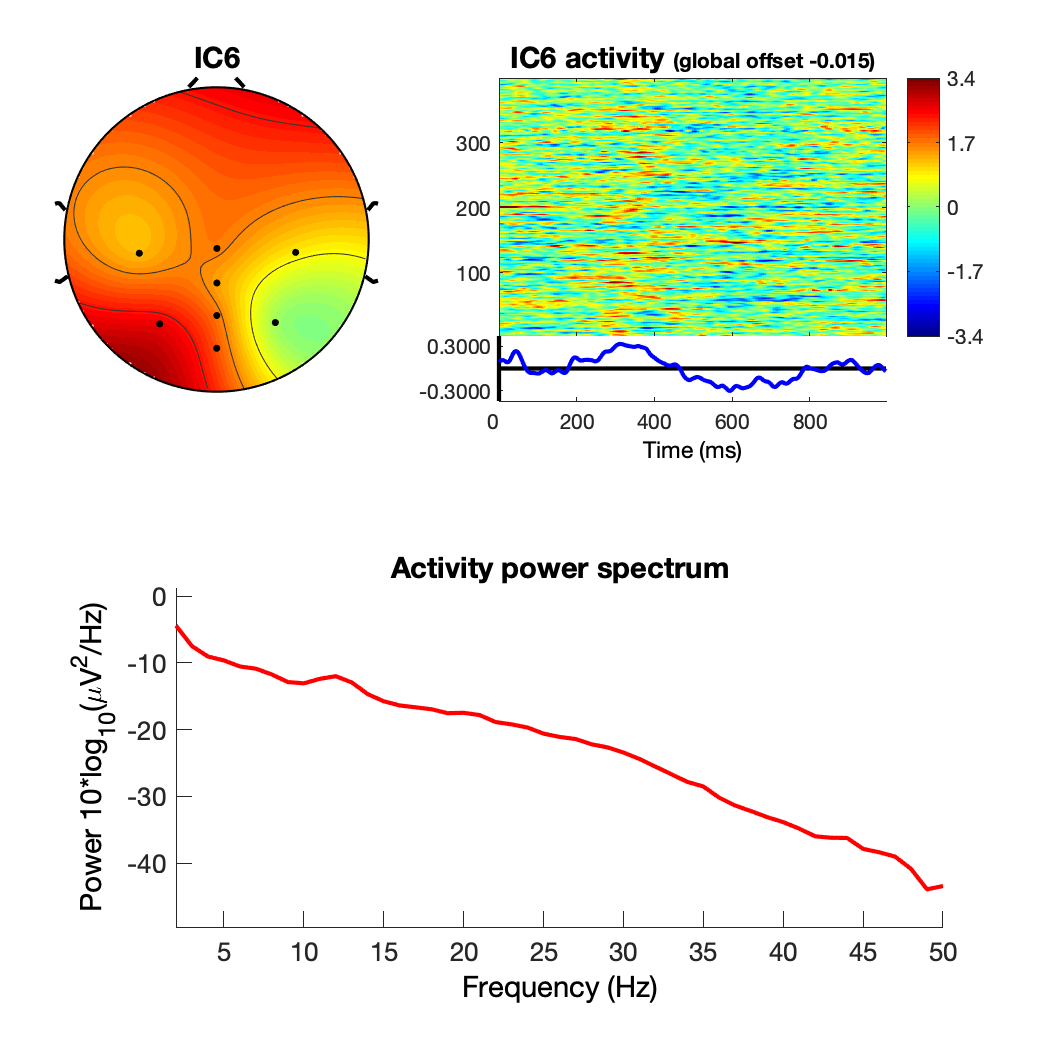 IC6
IC6 activity (global offset -0.015)
300
200
100
3.4
1.7
0
-1.7
-3.4
0.3000
-0.3000
0 200 400 600 800
Time (ms)
Activity power spectrum
Power 10*log10(μV2/Hz)
0
-10
-20
-30
-40
5 10 15 20 25 30 35 40 45 50
Frequency (Hz)